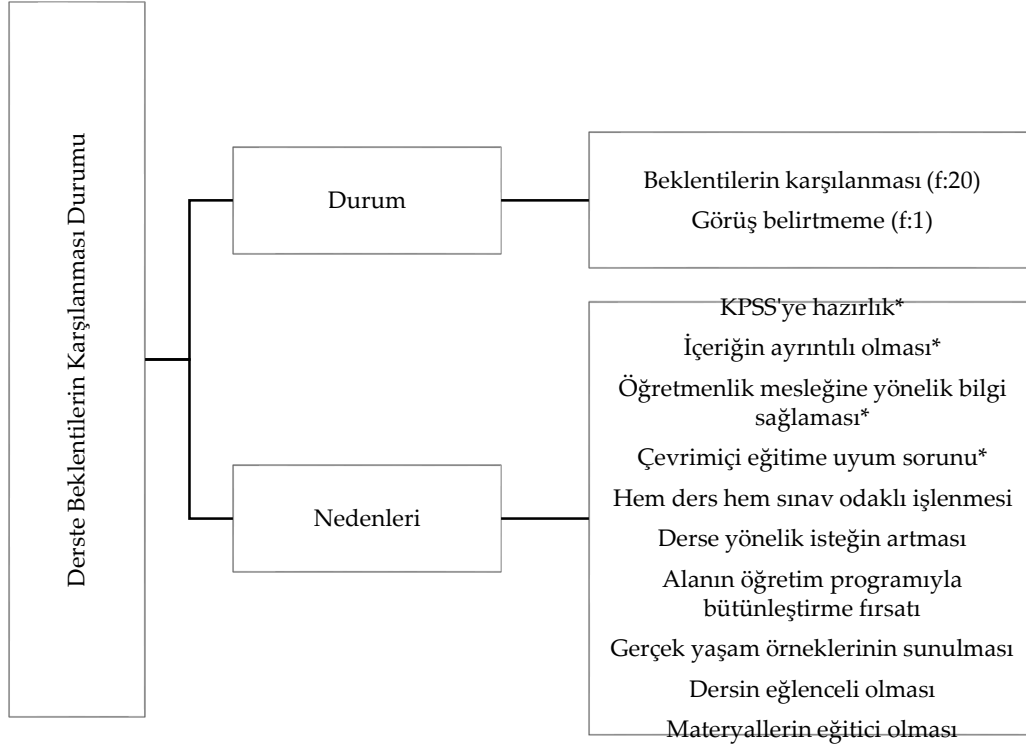 Derste Beklentilerin Karşılanması Durumu
Durum
Beklentilerin karşılanması (f:20)
Görüş belirtmeme (f:1)
Nedenleri
KPSS'ye hazırlık*
İçeriğin ayrıntılı olması*
Öğretmenlik mesleğine yönelik bilgi
sağlaması*
Çevrimiçi eğitime uyum sorunu*
Hem ders hem sınav odaklı işlenmesi
Derse yönelik isteğin artması
Alanın öğretim programıyla
bütünleştirme fırsatı
Gerçek yaşam örneklerinin sunulması
Dersin eğlenceli olması
Materyallerin eğitici olması